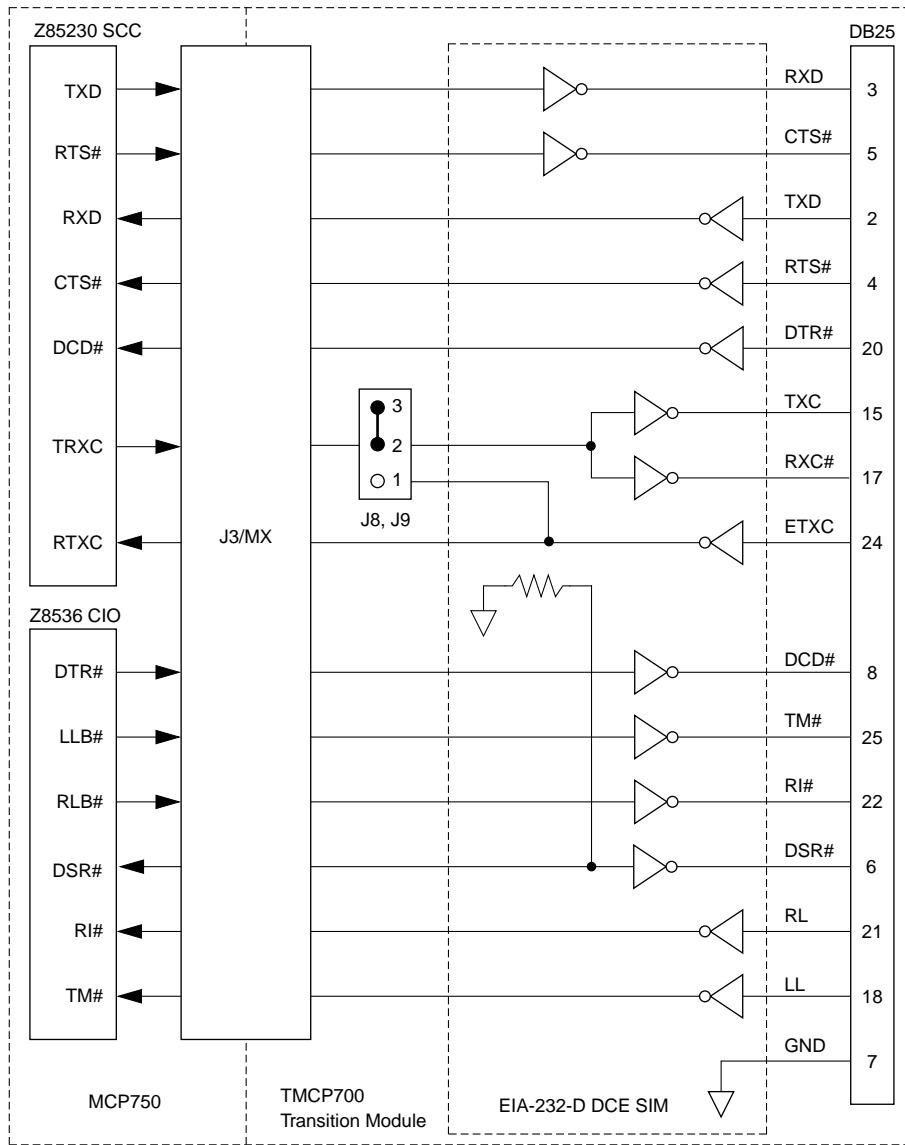 Z85230 SCC DB25
TXD RXD 3
RTS# CTS# 5
RXD TXD 2
CTS# RTS# 4
DCD# DTR# 20
3 TXC 15
TRXC 2
1 RXC# 17
J8, J9
RTXC J3/MX ETXC 24
Z8536 CIO
DTR# DCD# 8
LLB# TM# 25
RLB# RI# 22
DSR# DSR# 6
RI# RL 21
TM# LL 18
GND 7
MCP750
TMCP700
Transition Module
EIA-232-D DCE SIM